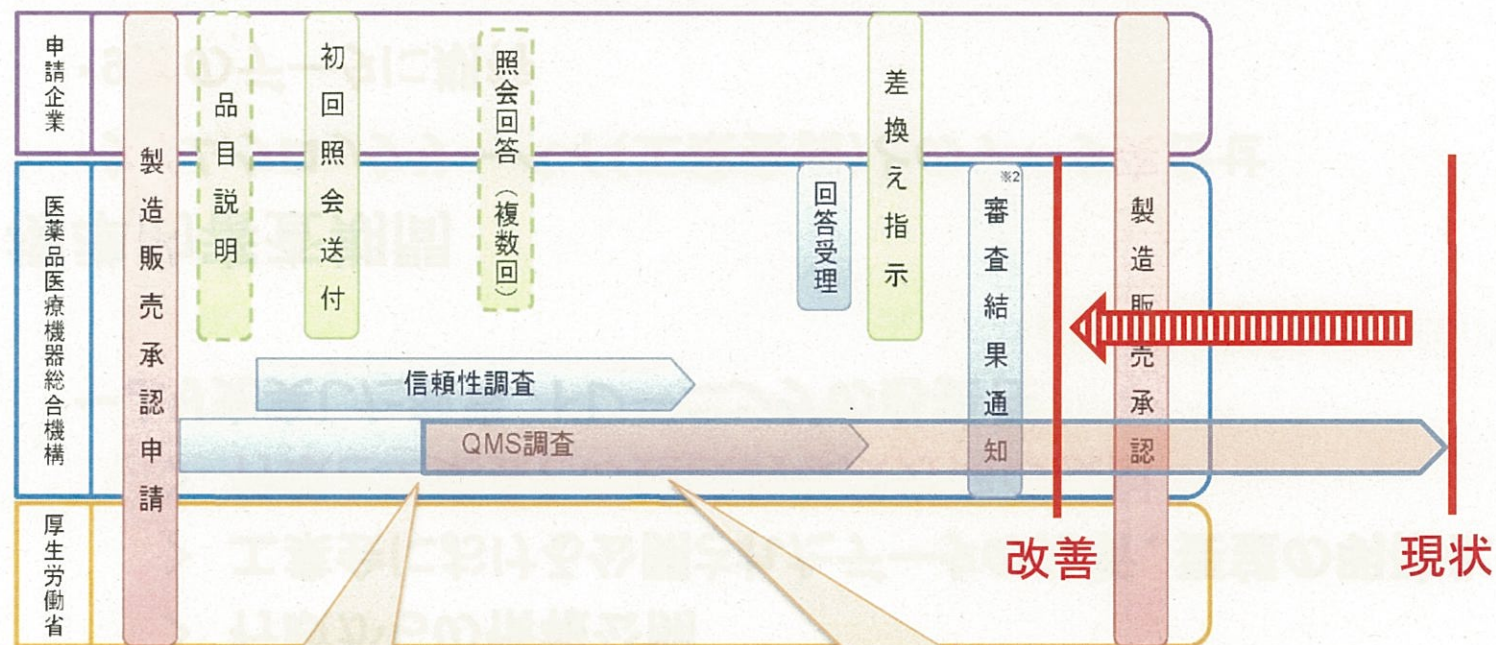 申請企業
医薬品医療機器総合機構
厚生労働省
製造販売承認申請
品目説明
初回照会送付
照会回答（複数回）
回答受理
差換え指示
※2
審査結果通知
製造販売承認
信頼性調査
QMS調査
改善
現状